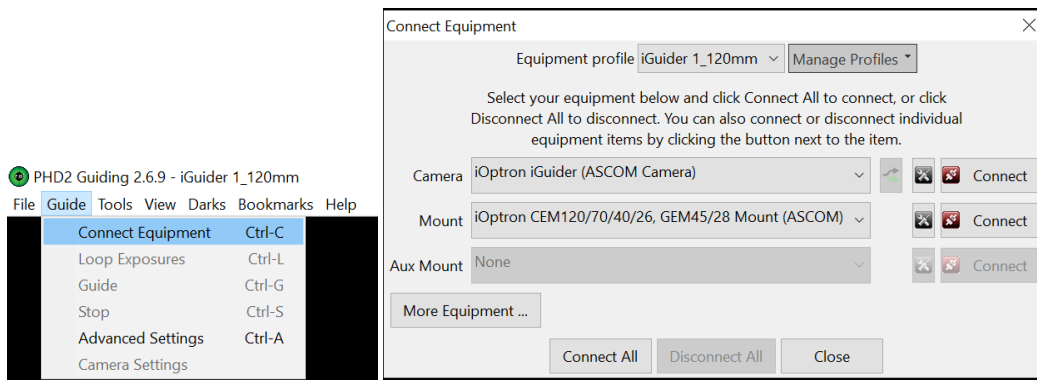 PHD2 Guiding 2.6.9 - iGuider 1_120mm
File Guide Tools View Darks Bookmarks Help
Connect Equipment Ctrl-C
Loop Exposures Ctrl-L
Guide Ctrl-G
Stop Ctrl-S
Advanced Settings Ctrl-A
Camera Settings
Connect Equipment
Equipment profile iGuider 1_120mm Manage Profiles
Select your equipment below and click Connect All to connect, or click
Disconnect All to disconnect. You can also connect or disconnect individual
equipment items by clicking the button next to the item.
Camera iOptron iGuider (ASCOM Camera) Connect
Mount iOptron CEM120/70/40/26, GEM45/28 Mount (ASCOM) Connect
Aux Mount None Connect
More Equipment ...
Connect All Disconnect All Close